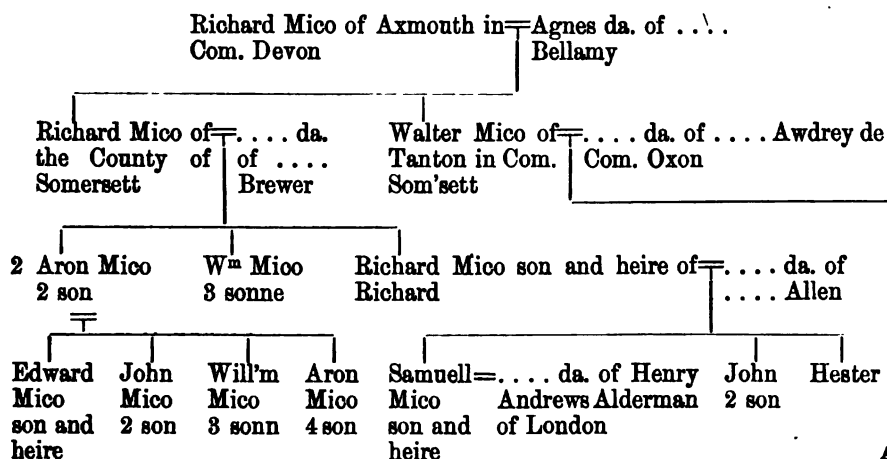 Richard Mico of Axmouth in Agnes da. of . . . .
Com. Devon Bellamy
Richard Mico of . . . . da.
the County of of . . . .
Somersett Brewer
Walter Mico of . . . . da. of . . . . Awdrey de
Tanton in Com. Com. Oxon
Som'sett
2 Aron Mico
2 son
Wᵐ Mico
3 sonne
Richard Mico son and heire of . . . . da. of
Richard . . . . Allen
Edward
Mico
son and
heire
John
Mico
2 son
Will'm
Mico
3 sonn
Aron
Mico
4 son
Samuell=. . . . da. of Henry
Mico Andrews Alderman
son and of London
heire
John
2 son
Hester